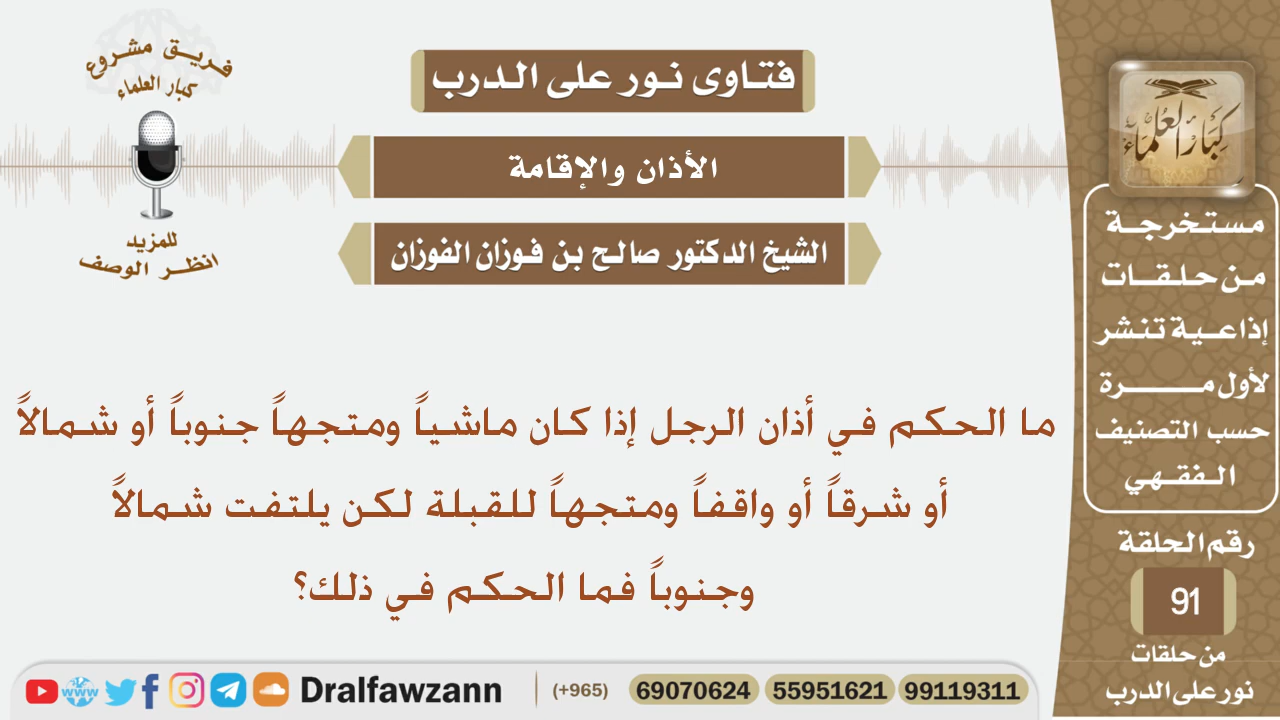 فريق مشروع
كبار العلماء
للمزيد
انظر الوصف
فتاوى نور على الدرب
الأذان والإقامة
الشيخ الدكتور صالح بن فوزان الفوزان
كبار العلماء
مستخرجة
من حلقات
إذاعية تنشر
لأول مرة
حسب التصنيف
الفقهي
رقم الحلقة
91
من حلقات
نور على الدرب
ما الحكم في أذان الرجل إذا كان ماشياً ومتجهاً جنوباً أو شمالاً
أو شرقاً أو واقفاً ومتجهاً للقبلة لكن يلتفت شمالاً
وجنوباً فما الحكم في ذلك؟
www Dralfawzann (+965) 69070624 55951621 99119311